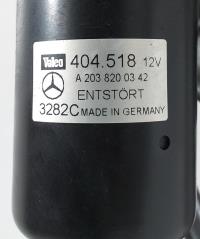 Valeo 404.518 12V
A 203 820 03 42
ENTSTÖRT
3282C MADE IN GERMANY